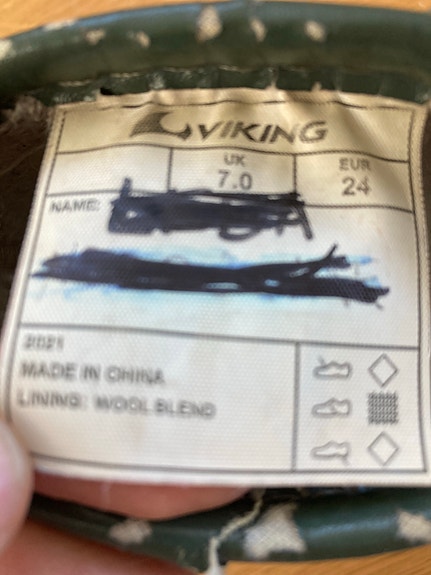 VIKING
UK EUR
7.0 24
NAME:
2021
MADE IN CHINA
LINING: WOOL BLEND